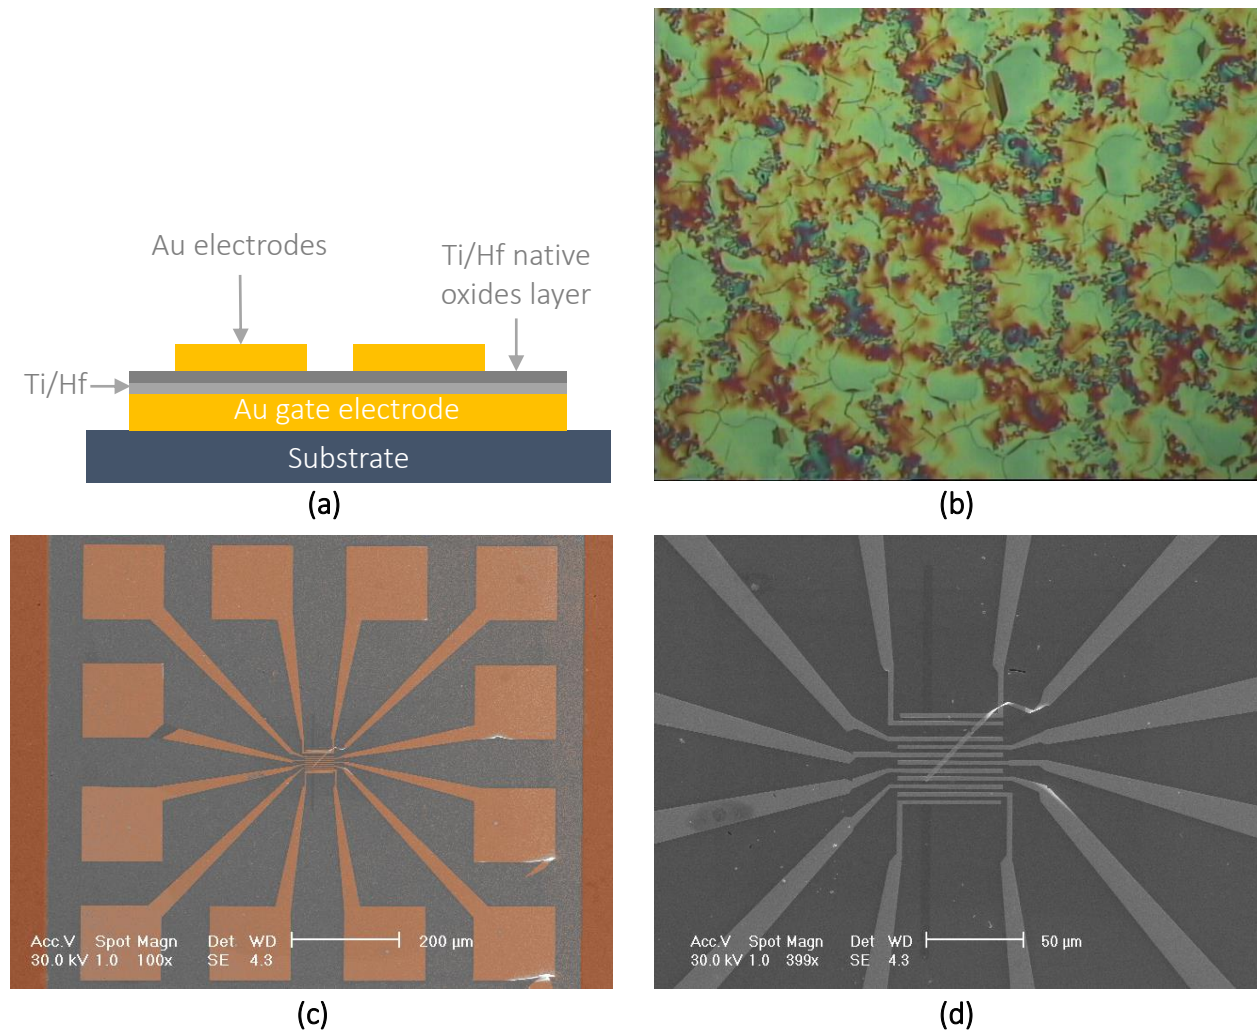 Au electrodes
Ti/Hf native
oxides layer
Ti/Hf
Au gate electrode
Substrate
(a)
(b)
Acc.V Spot Magn Det WD 200 µm
30.0 kV 1.0 100x SE 4.3
(c)
Acc.V Spot Magn Det WD 50 µm
30.0 kV 1.0 399x SE 4.3
(d)